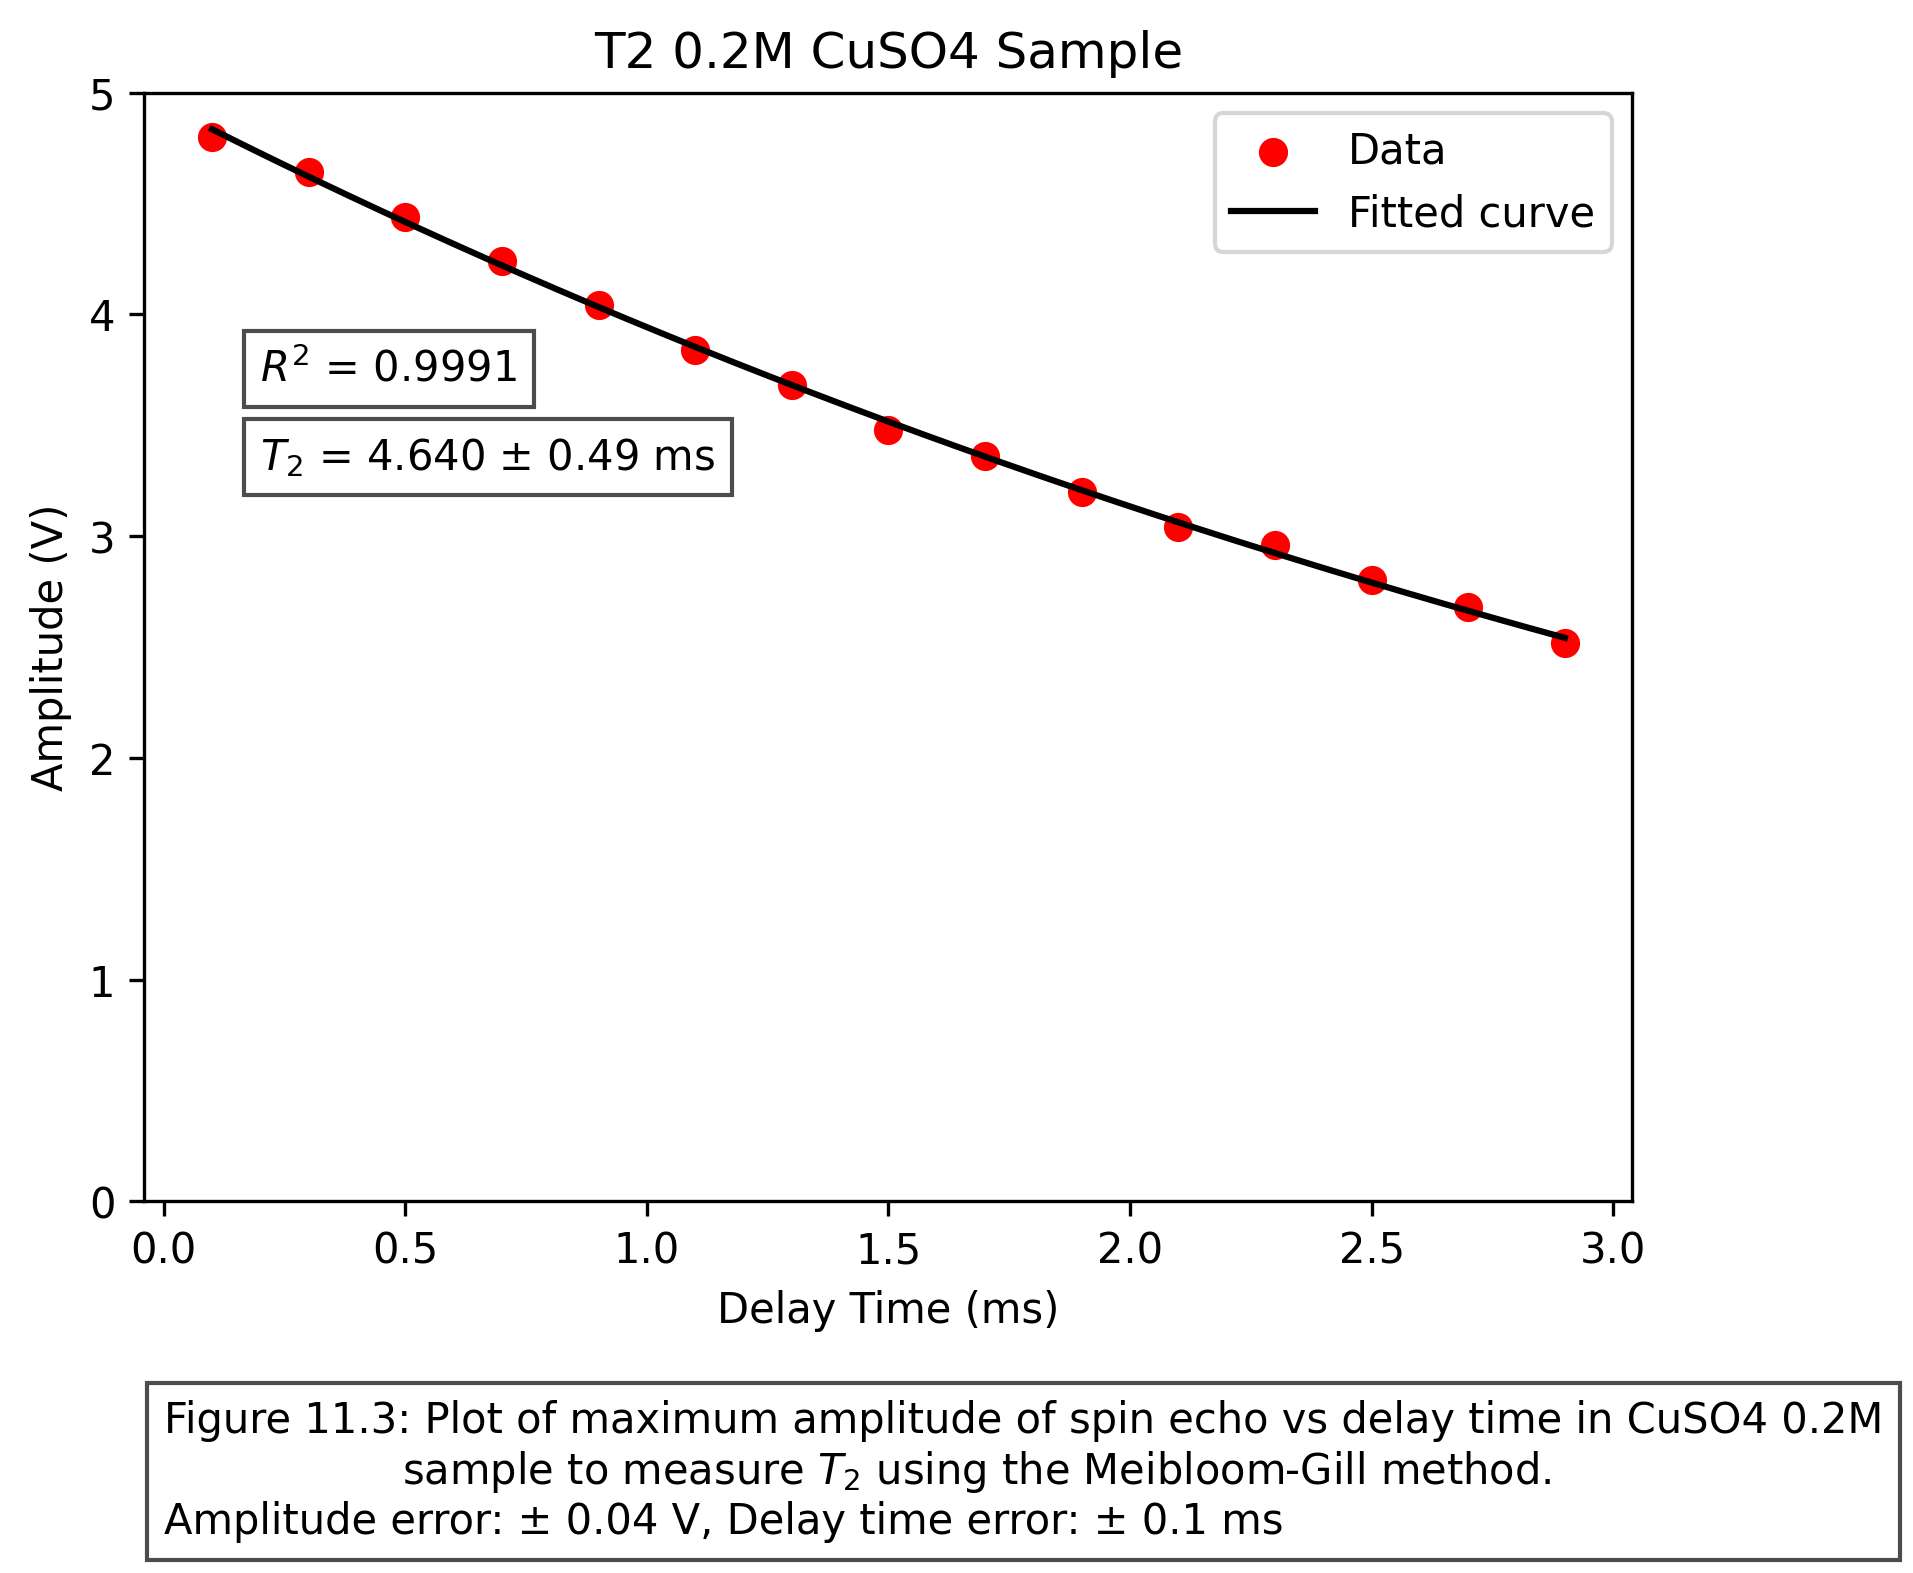 T2 0.2M CuSO4 Sample
5
4
3
2
1
0
Amplitude (V)
Data
Fitted curve
R² = 0.9991
T₂ = 4.640 ± 0.49 ms
0.0 0.5 1.0 1.5 2.0 2.5 3.0
Delay Time (ms)
Figure 11.3: Plot of maximum amplitude of spin echo vs delay time in CuSO4 0.2M
sample to measure T₂ using the Meibloom-Gill method.
Amplitude error: ± 0.04 V, Delay time error: ± 0.1 ms